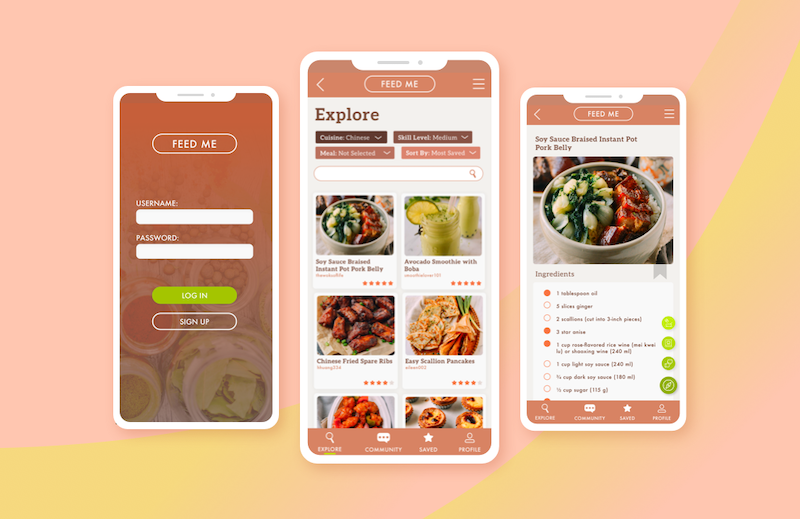 FEED ME
USERNAME:
PASSWORD:
LOG IN
SIGN UP
FEED ME
Explore
Cuisine: Chinese
Skill Level: Medium
Meal: Not Selected
Sort By: Most Saved
Soy Sauce Braised
Instant Pot Pork Belly
thewoksoflife
Avocado Smoothie with
Boba
smoothielover101
Chinese Fried Spare Ribs
hhuang224
Easy Scallion Pancakes
eileen002
EXPLORE
COMMUNITY
SAVED
PROFILE
FEED ME
Soy Sauce Braised Instant Pot
Pork Belly
Ingredients
1 tablespoon oil
5 slices ginger
2 scallions (cut into 3-inch pieces)
3 star anise
1 cup rose-flavored rice wine (mei kwei
lu) or shaoxing wine (240 ml)
1 cup light soy sauce (240 ml)
¾ cup dark soy sauce (180 ml)
½ cup sugar (115 g)
EXPLORE
COMMUNITY
SAVED
PROFILE